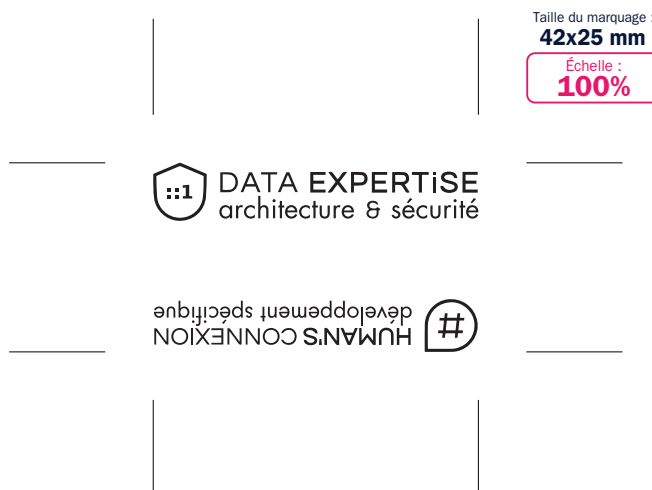 Taille du marquage :
42x25 mm
Échelle :
100%
::1
DATA EXPERTiSE
architecture & sécurité
HUMAN'S CONNEXION
développement spécifique
#